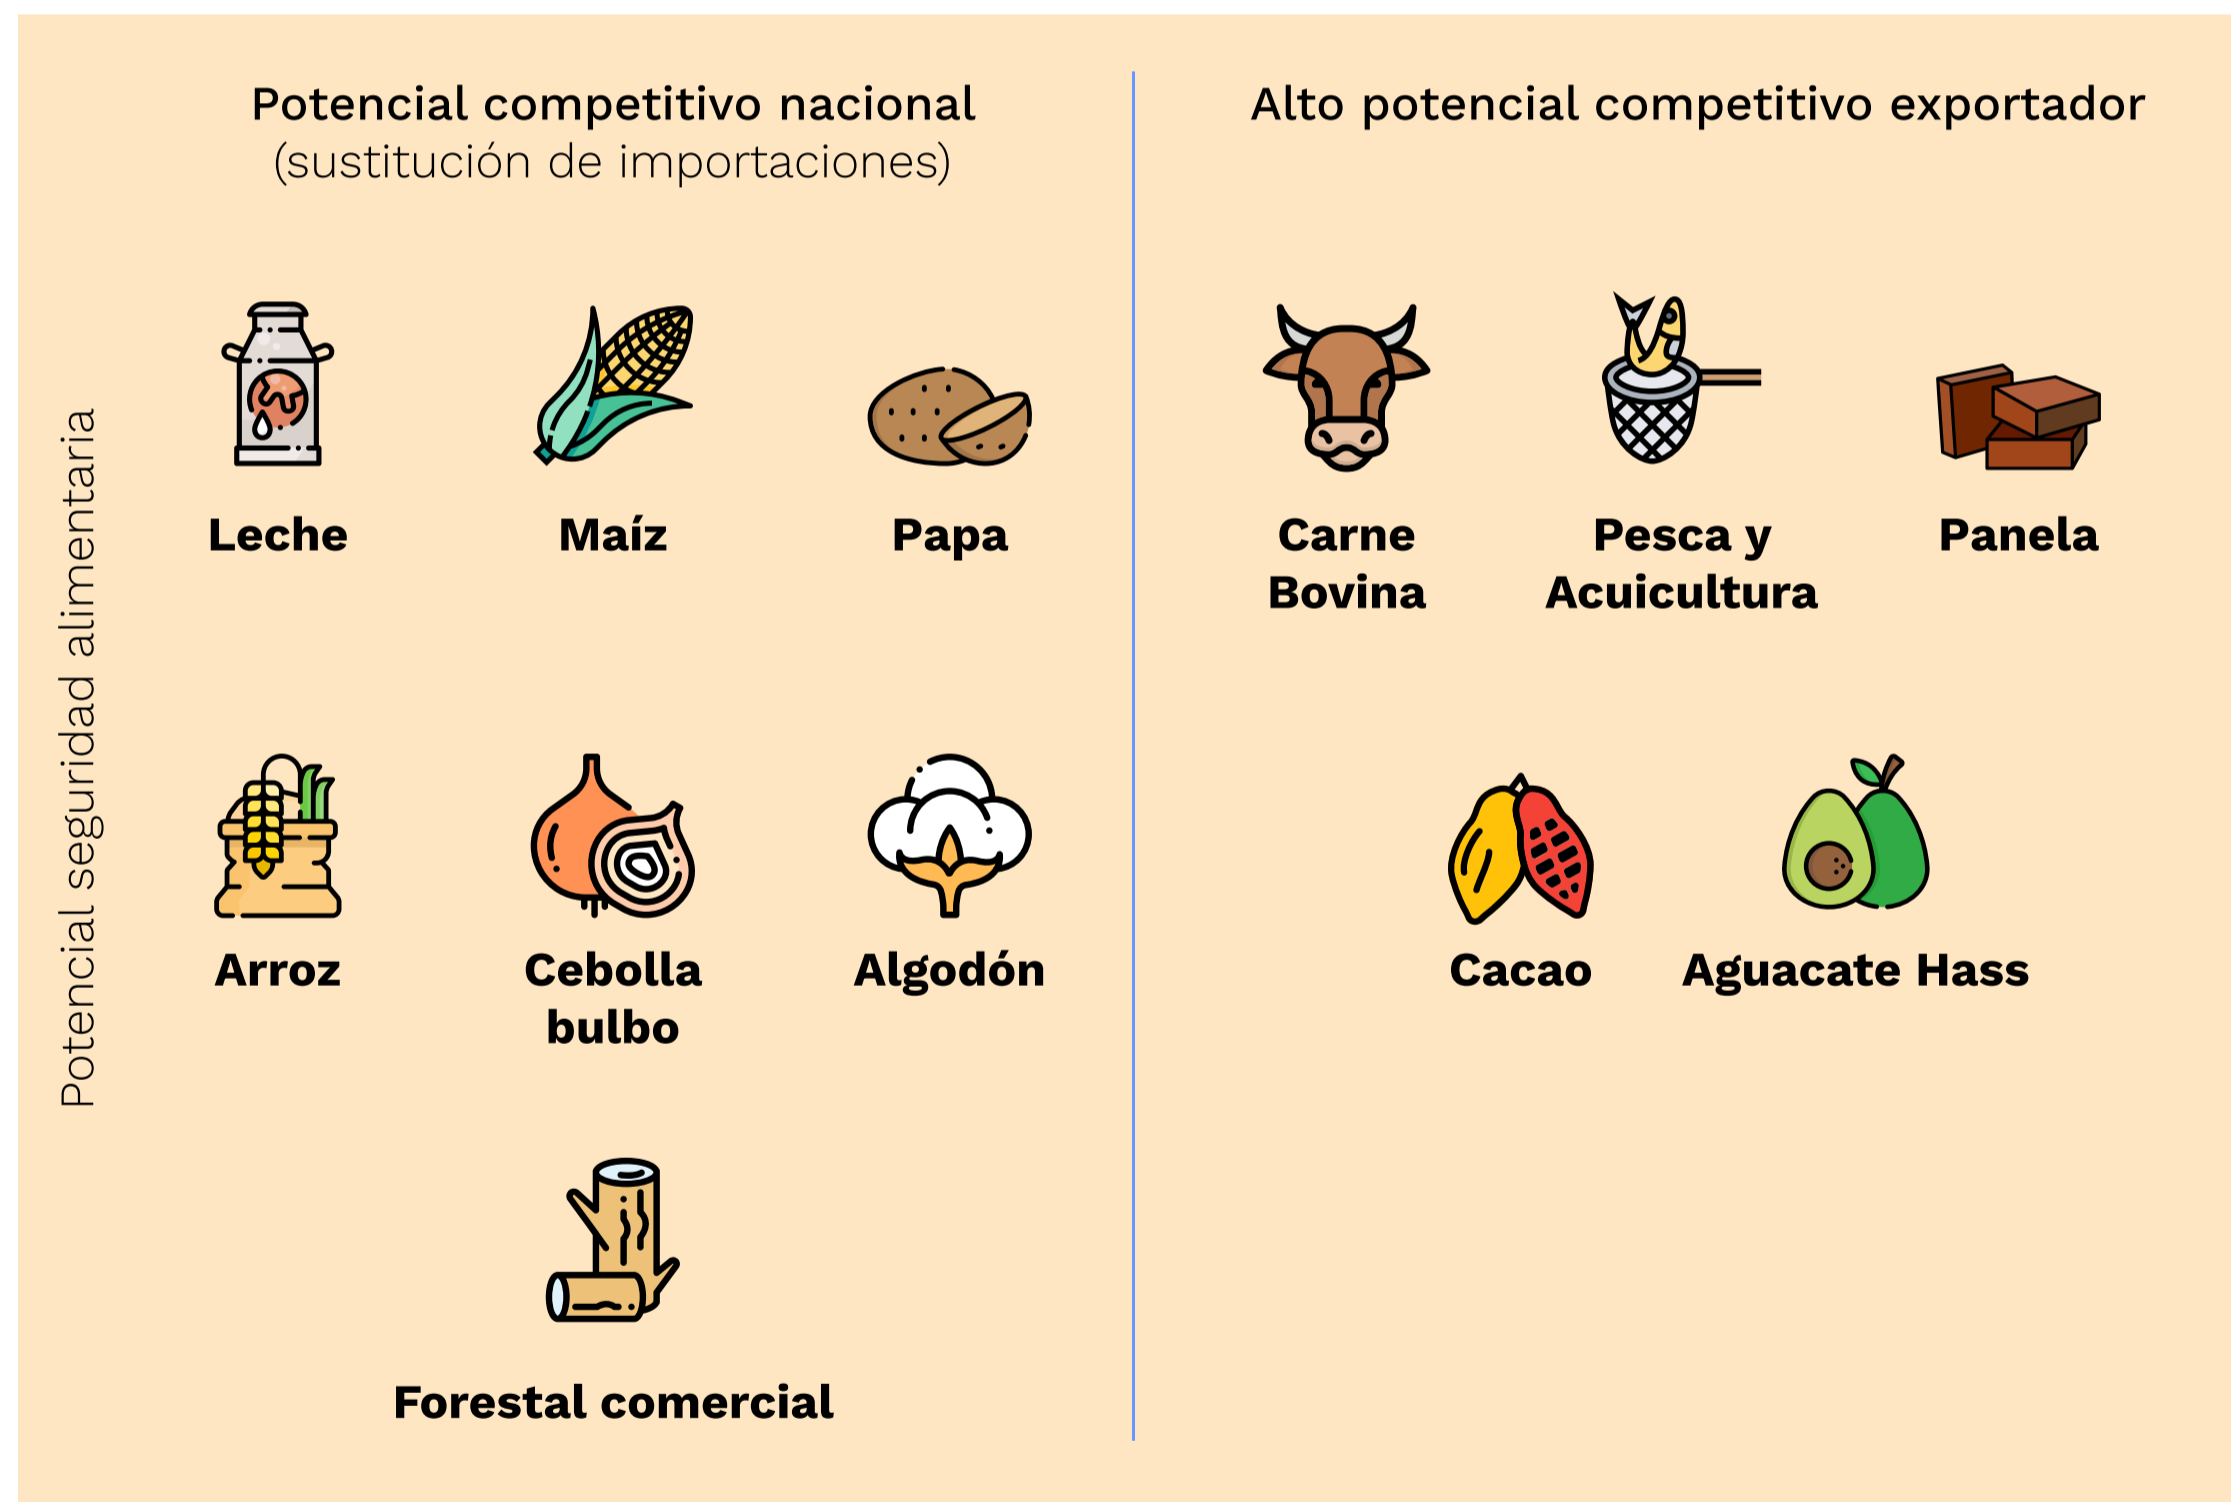 Potencial seguridad alimentaria
Potencial competitivo nacional
(sustitución de importaciones)
Leche
Maíz
Papa
Arroz
Cebolla
bulbo
Algodón
Forestal comercial
Alto potencial competitivo exportador
Carne
Bovina
Pesca y
Acuicultura
Panela
Cacao
Aguacate Hass